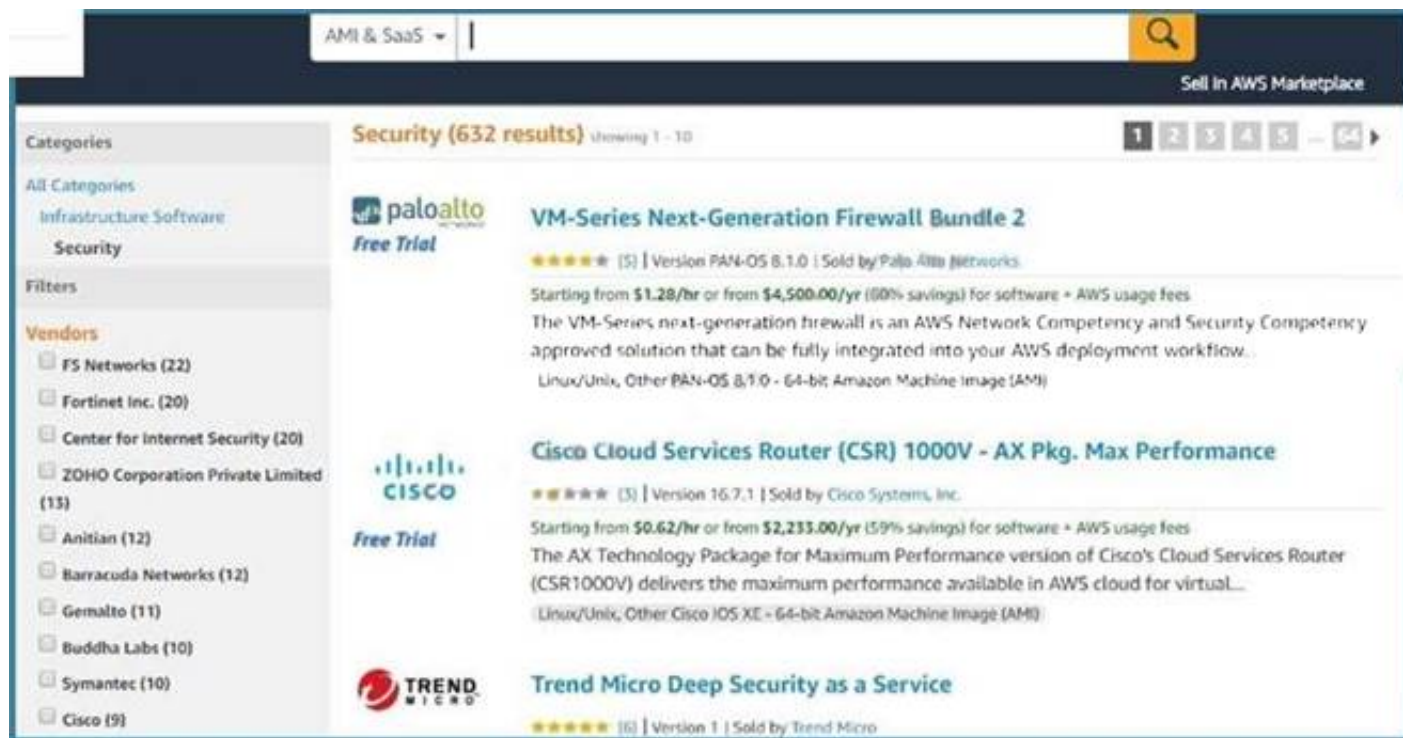 AMI & SaaS
Sell in AWS Marketplace
Categories
All Categories
Infrastructure Software
Security
Filters
Vendors
F5 Networks (22)
Fortinet Inc. (20)
Center for Internet Security (20)
ZOHO Corporation Private Limited
(13)
Anitian (12)
Barracuda Networks (12)
Gemalto (11)
Buddha Labs (10)
Symantec (10)
Cisco (9)
Security (632 results) showing 1 - 10
1 2 3 4 5 ... 64
paloalto
NETWORKS
Free Trial
VM-Series Next-Generation Firewall Bundle 2
(5) | Version PAN-OS 8.1.0 | Sold by Palo Alto Networks
Starting from $1.28/hr or from $4,500.00/yr (60% savings) for software + AWS usage fees
The VM-Series next-generation firewall is an AWS Network Competency and Security Competency
approved solution that can be fully integrated into your AWS deployment workflow...
Linux/Unix, Other PAN-OS 8.1.0 - 64-bit Amazon Machine Image (AMI)
CISCO
Free Trial
Cisco Cloud Services Router (CSR) 1000V - AX Pkg. Max Performance
(3) | Version 16.7.1 | Sold by Cisco Systems, Inc.
Starting from $0.62/hr or from $2,233.00/yr (59% savings) for software + AWS usage fees
The AX Technology Package for Maximum Performance version of Cisco's Cloud Services Router
(CSR1000V) delivers the maximum performance available in AWS cloud for virtual...
Linux/Unix, Other Cisco IOS XE - 64-bit Amazon Machine Image (AMI)
TREND
MICRO
Trend Micro Deep Security as a Service
(6) | Version 1 | Sold by Trend Micro